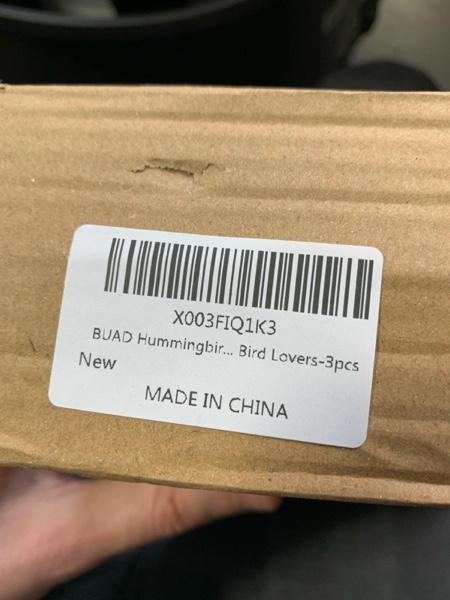 X003FIQ1K3
BUAD Hummingbir... Bird Lovers-3pcs
New
MADE IN CHINA